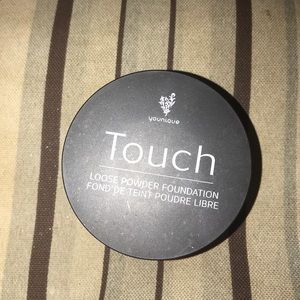 YOUNIQUE
Touch
LOOSE POWDER FOUNDATION
FOND DE TEINT POUDRE LIBRE